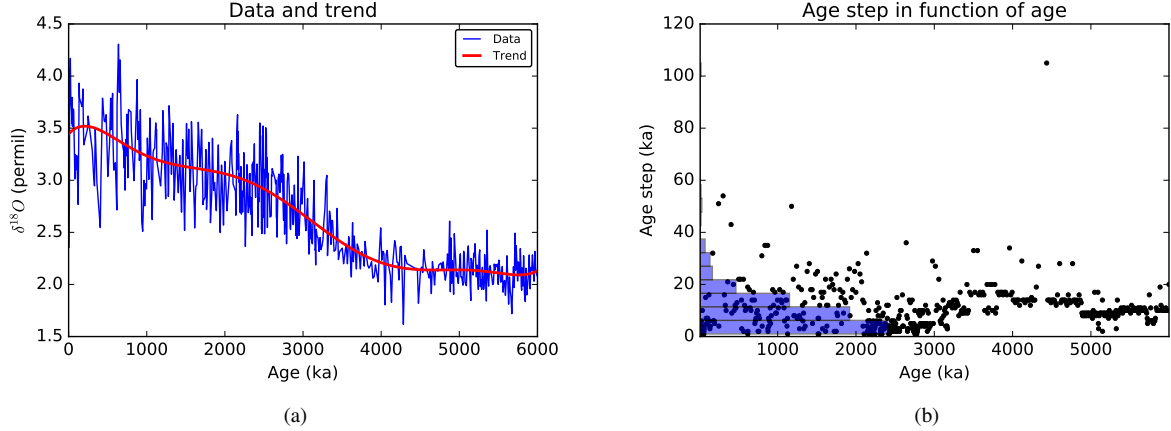 Data and trend
4.5
4.0
3.5
3.0
2.5
2.0
1.5
δ¹⁸O (permil)
Data
Trend
0 1000 2000 3000 4000 5000 6000
Age (ka)
(a)
Age step in function of age
120
100
80
60
40
20
0
Age step (ka)
1000 2000 3000 4000 5000
Age (ka)
(b)